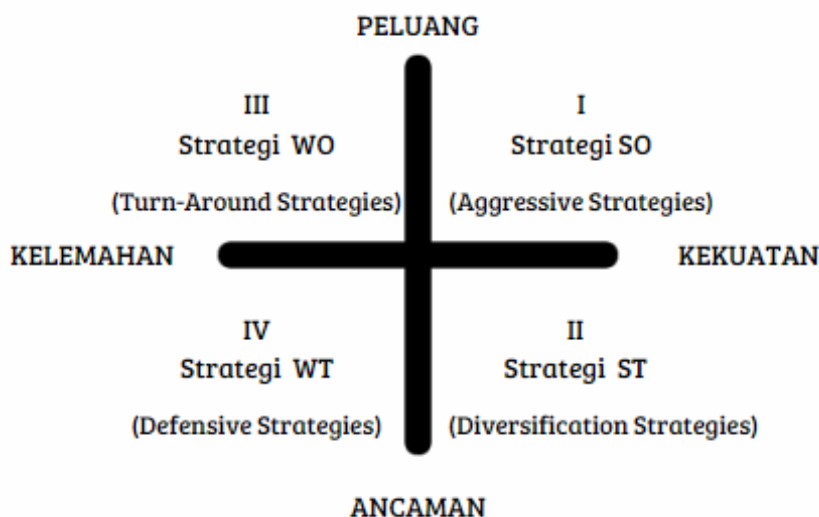 PELUANG
III
Strategi WO
(Turn-Around Strategies)
I
Strategi SO
(Aggressive Strategies)
KELEMAHAN
KEKUATAN
IV
Strategi WT
(Defensive Strategies)
II
Strategi ST
(Diversification Strategies)
ANCAMAN